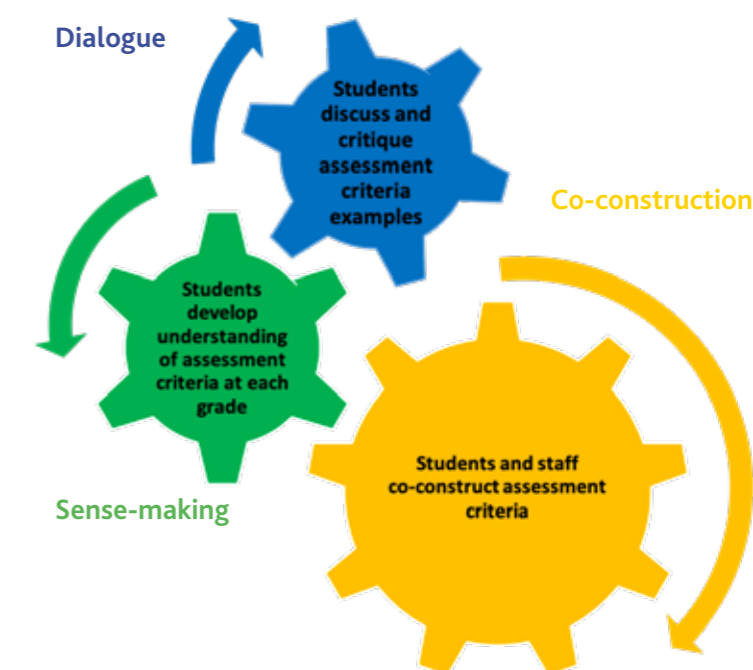 Dialogue
Students
discuss and
critique
assessment
criteria
examples
Co-construction
Students
develop
understanding
of assessment
criteria at each
grade
Students and staff
co-construct assessment
criteria
Sense-making